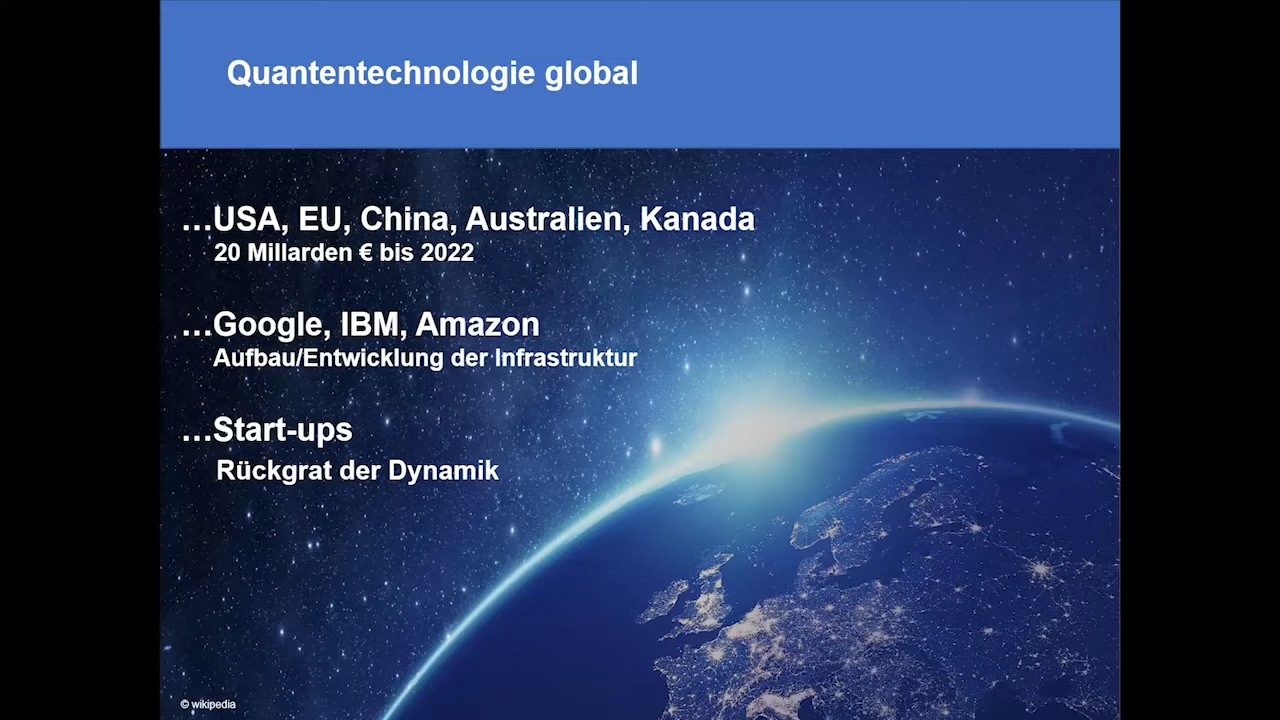 Quantentechnologie global
...USA, EU, China, Australien, Kanada
20 Millarden € bis 2022
...Google, IBM, Amazon
Aufbau/Entwicklung der Infrastruktur
...Start-ups
Rückgrat der Dynamik
© wikipedia